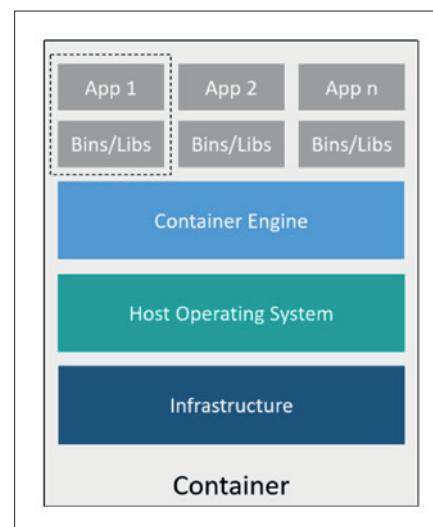 App 1 App 2 App n
Bins/Libs Bins/Libs Bins/Libs
Container Engine
Host Operating System
Infrastructure
Container